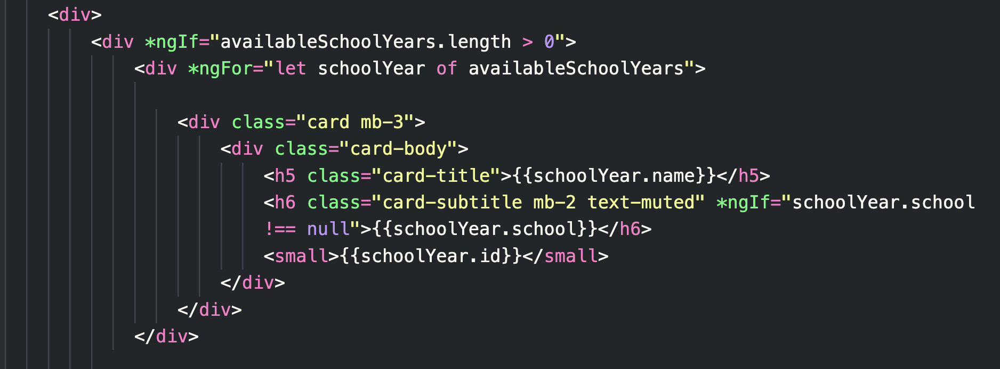 <div>
<div *ngIf="availableSchoolYears.length > 0">
<div *ngFor="let schoolYear of availableSchoolYears">
<div class="card mb-3">
<div class="card-body">
<h5 class="card-title">{{schoolYear.name}}</h5>
<h6 class="card-subtitle mb-2 text-muted" *ngIf="schoolYear.school
!== null">{{schoolYear.school}}</h6>
<small>{{schoolYear.id}}</small>
</div>
</div>
</div>